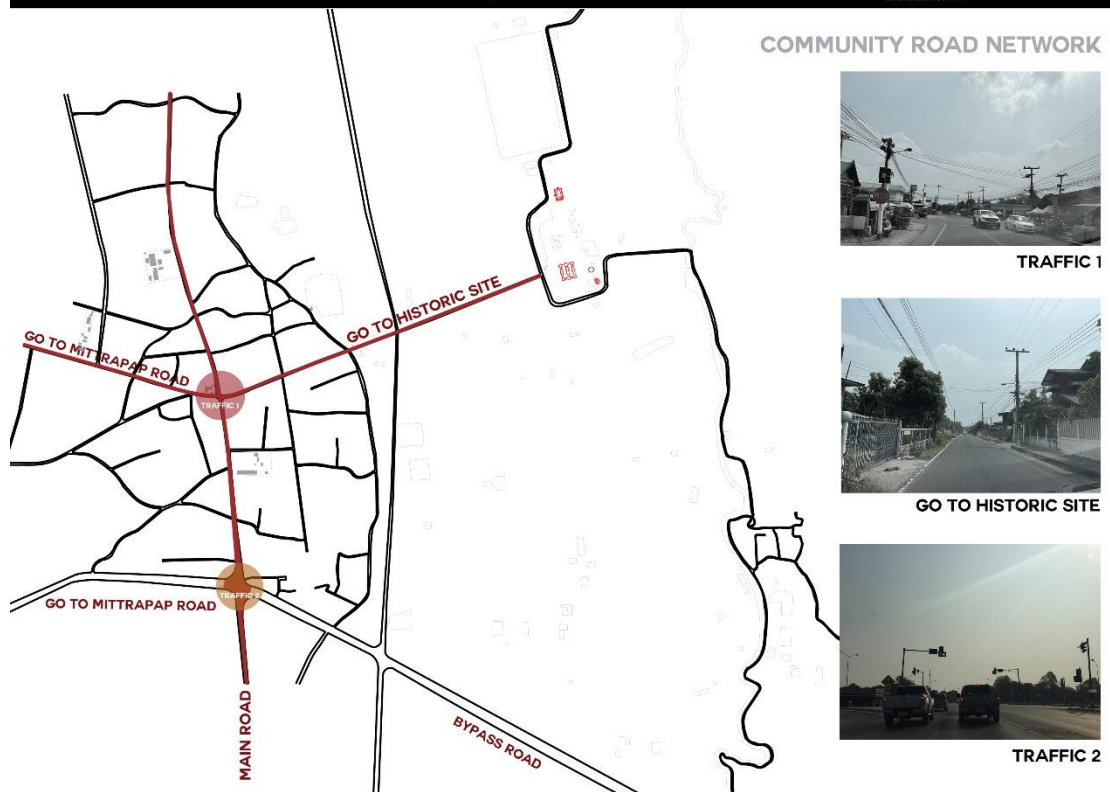 COMMUNITY ROAD NETWORK
TRAFFIC 1
GO TO HISTORIC SITE
GO TO MITTRAPAP ROAD
TRAFFIC 1
GO TO HISTORIC SITE
TRAFFIC 2
GO TO MITTRAPAP ROAD
MAIN ROAD
BYPASS ROAD
TRAFFIC 2